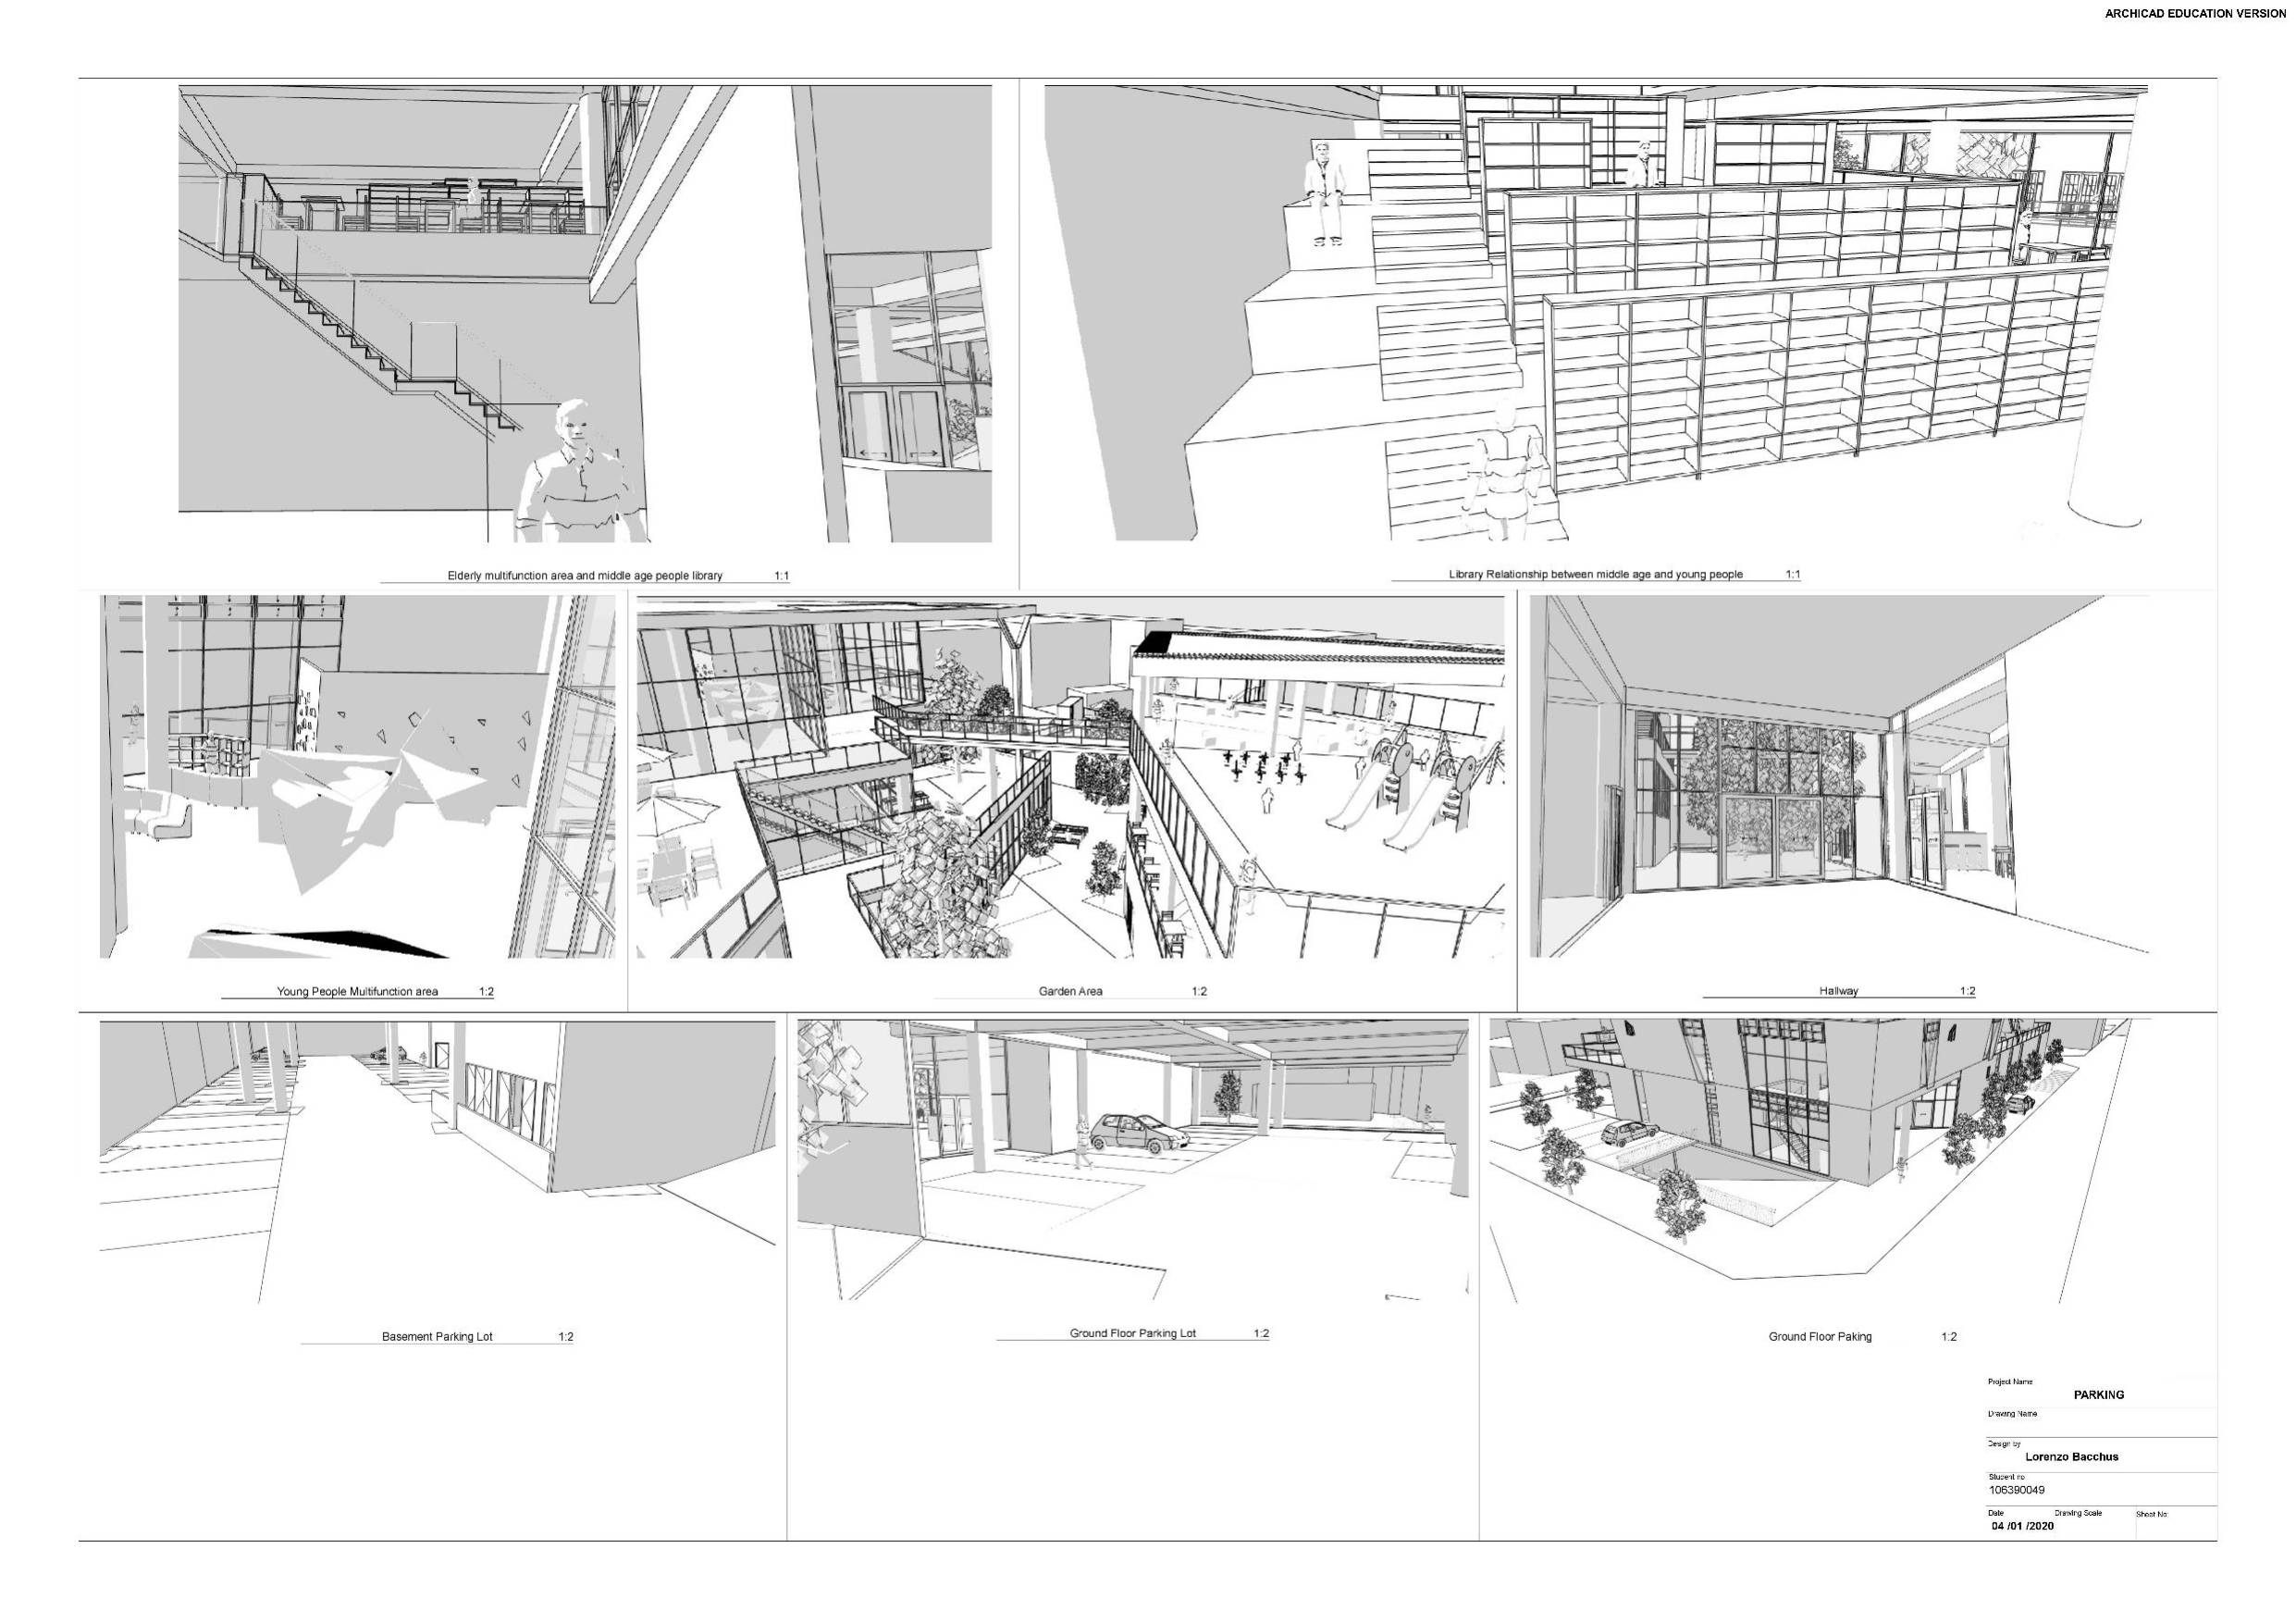 ARCHICAD EDUCATION VERSION
Elderly multifunction area and middle age people library 1:1
Library Relationship between middle age and young people 1:1
Young People Multifunction area 1:2
Garden Area 1:2
Hallway 1:2
Basement Parking Lot 1:2
Ground Floor Parking Lot 1:2
Ground Floor Paking 1:2
Project Name
PARKING
Drawing Name
Design by
Lorenzo Bacchus
Student no
106390049
Date Drawing Scale Sheet No
04 /01 /2020